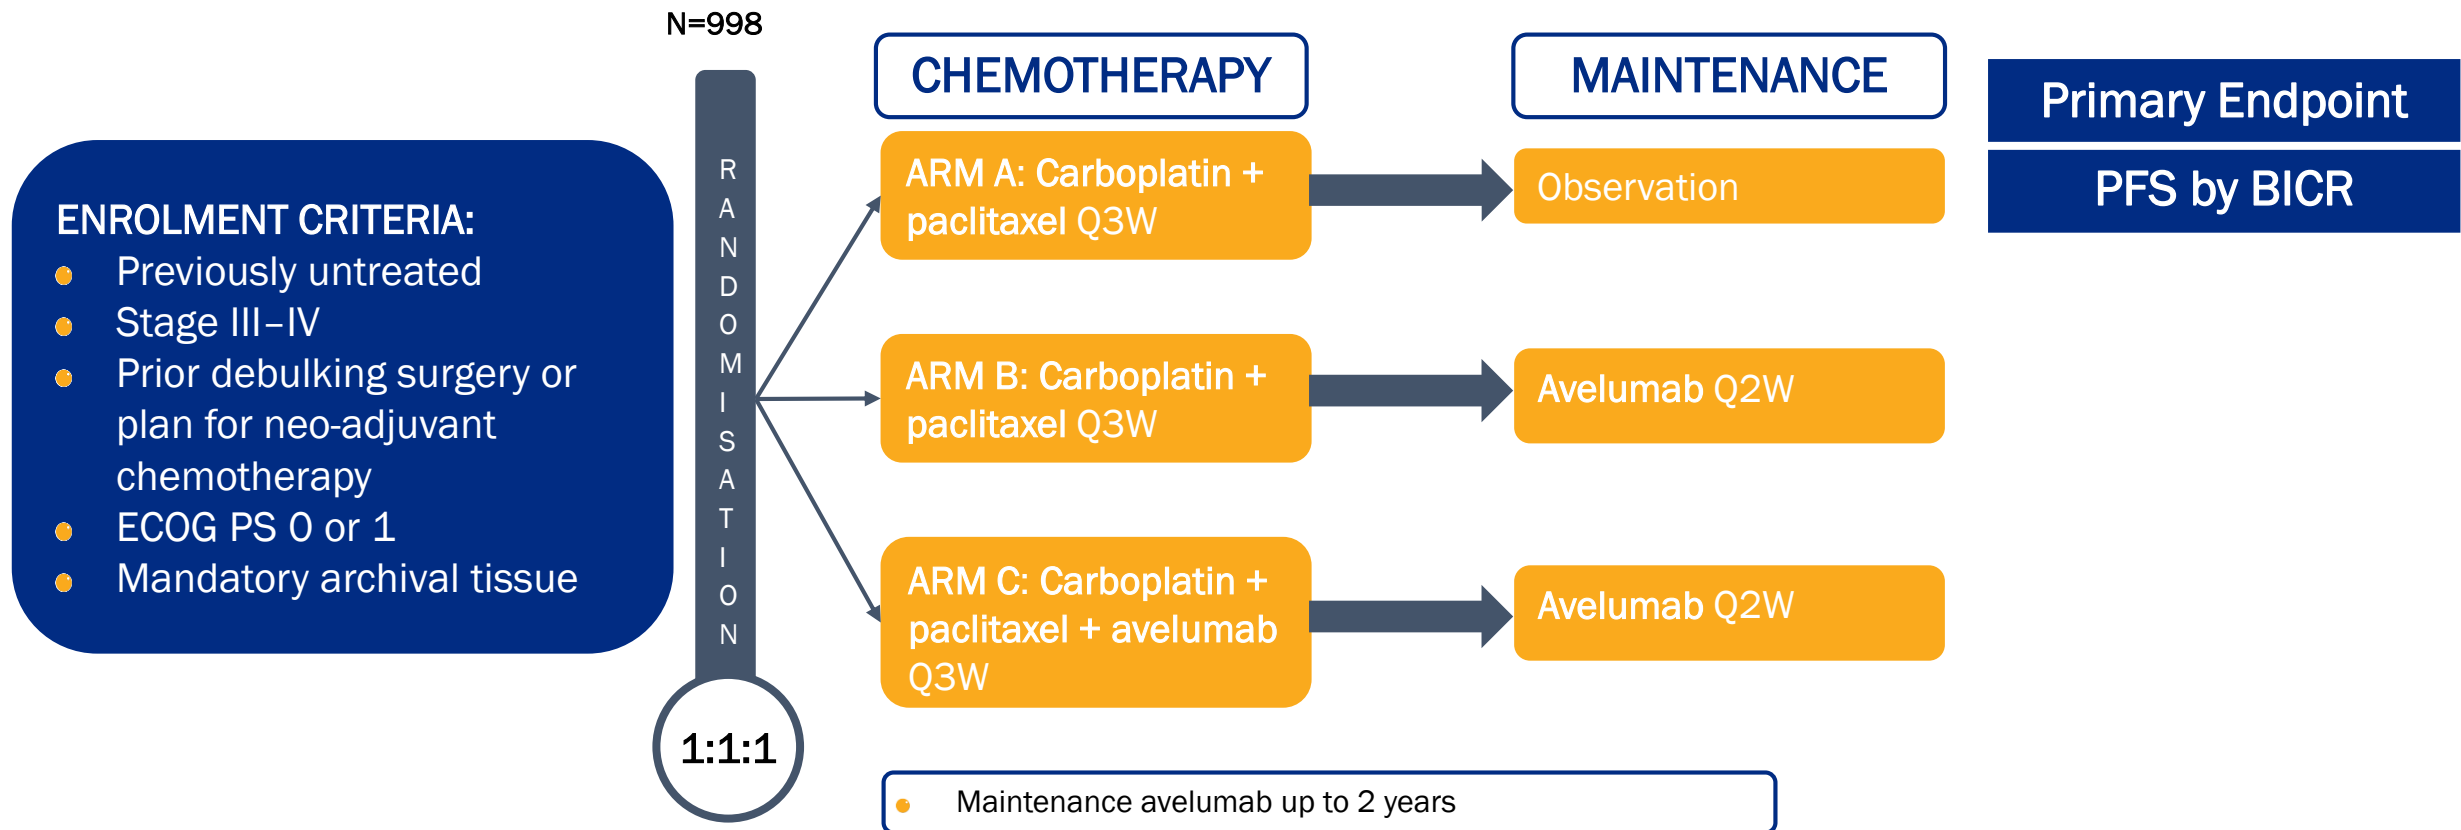 N=998
ENROLMENT CRITERIA:
Previously untreated
Stage III–IV
Prior debulking surgery or
plan for neo-adjuvant
chemotherapy
ECOG PS 0 or 1
Mandatory archival tissue
RANDOMISATION
1:1:1
CHEMOTHERAPY
ARM A: Carboplatin +
paclitaxel Q3W
ARM B: Carboplatin +
paclitaxel Q3W
ARM C: Carboplatin +
paclitaxel + avelumab
Q3W
MAINTENANCE
Observation
Avelumab Q2W
Avelumab Q2W
Primary Endpoint
PFS by BICR
Maintenance avelumab up to 2 years